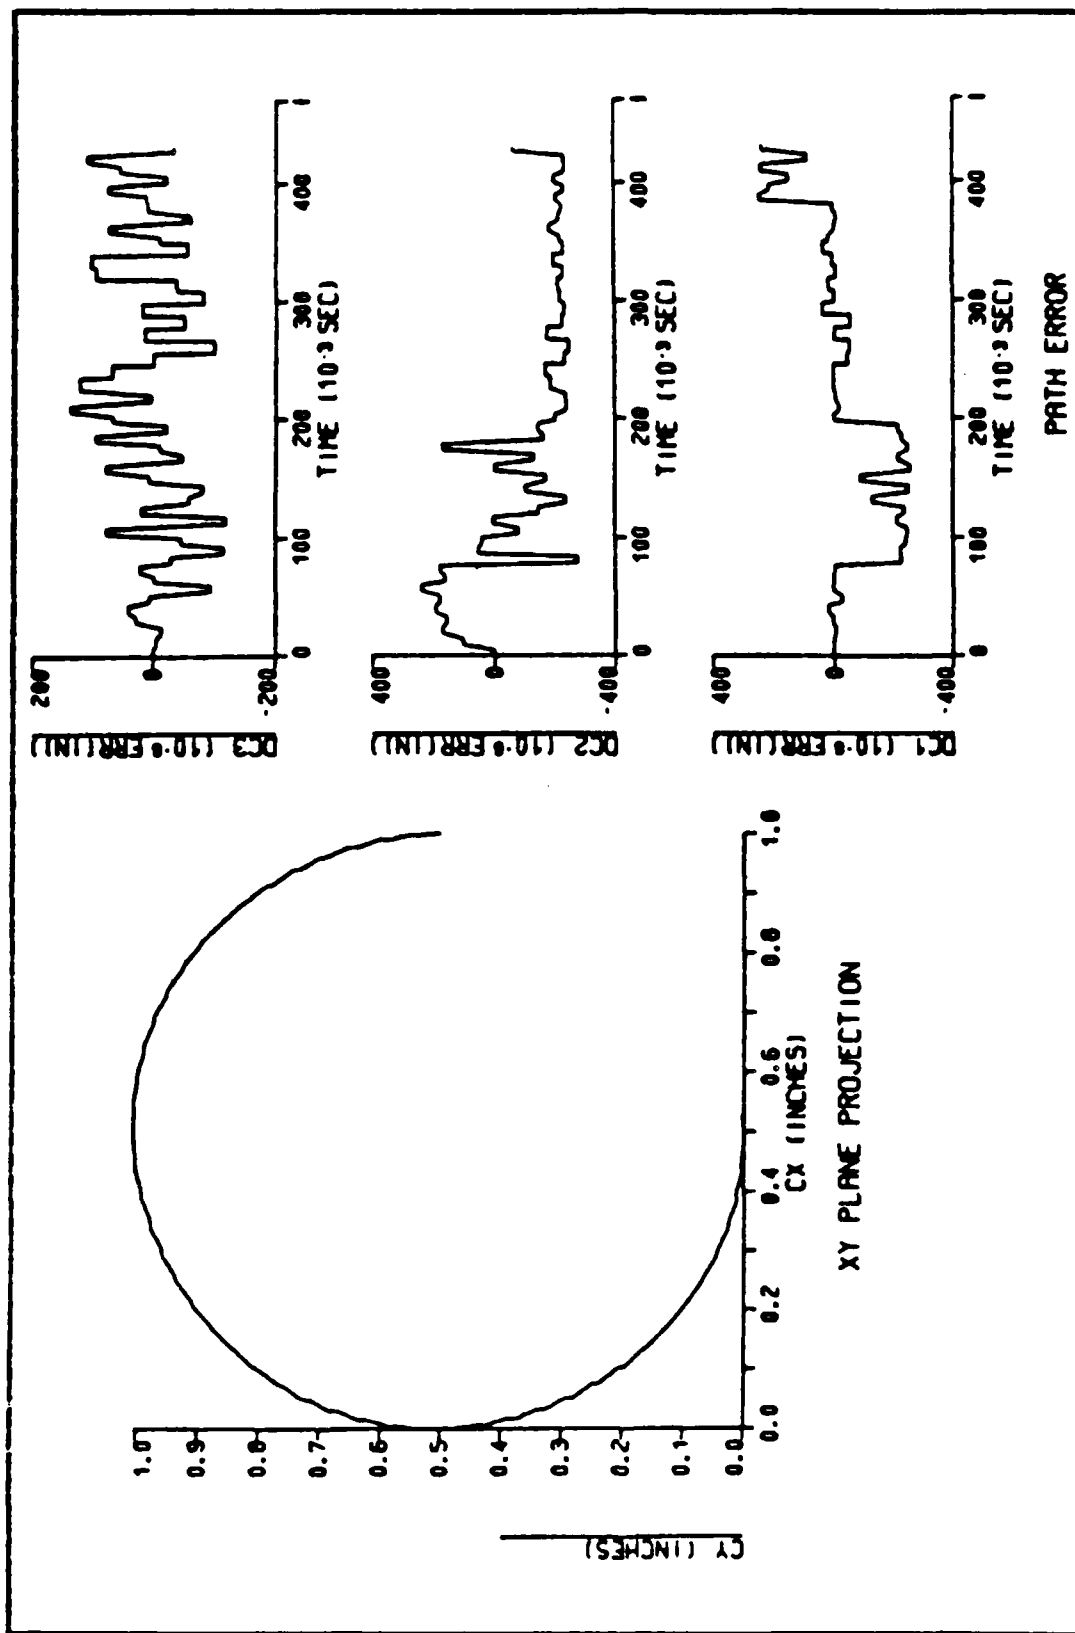 CY (INCHES)
1.0
0.9
0.8
0.7
0.6
0.5
0.4
0.3
0.2
0.1
0.0
0.0 0.2 0.4 0.6 0.8 1.0
CX (INCHES)
XY PLANE PROJECTION
DC3 (10-6 ERR(IN)
200
0
-200
0 100 200 300 400
TIME (10-3 SEC)
DC2 (10-6 ERR(IN)
400
0
-400
0 100 200 300 400
TIME (10-3 SEC)
DC1 (10-6 ERR(IN)
400
0
-400
0 100 200 300 400
TIME (10-3 SEC)
PATH ERROR